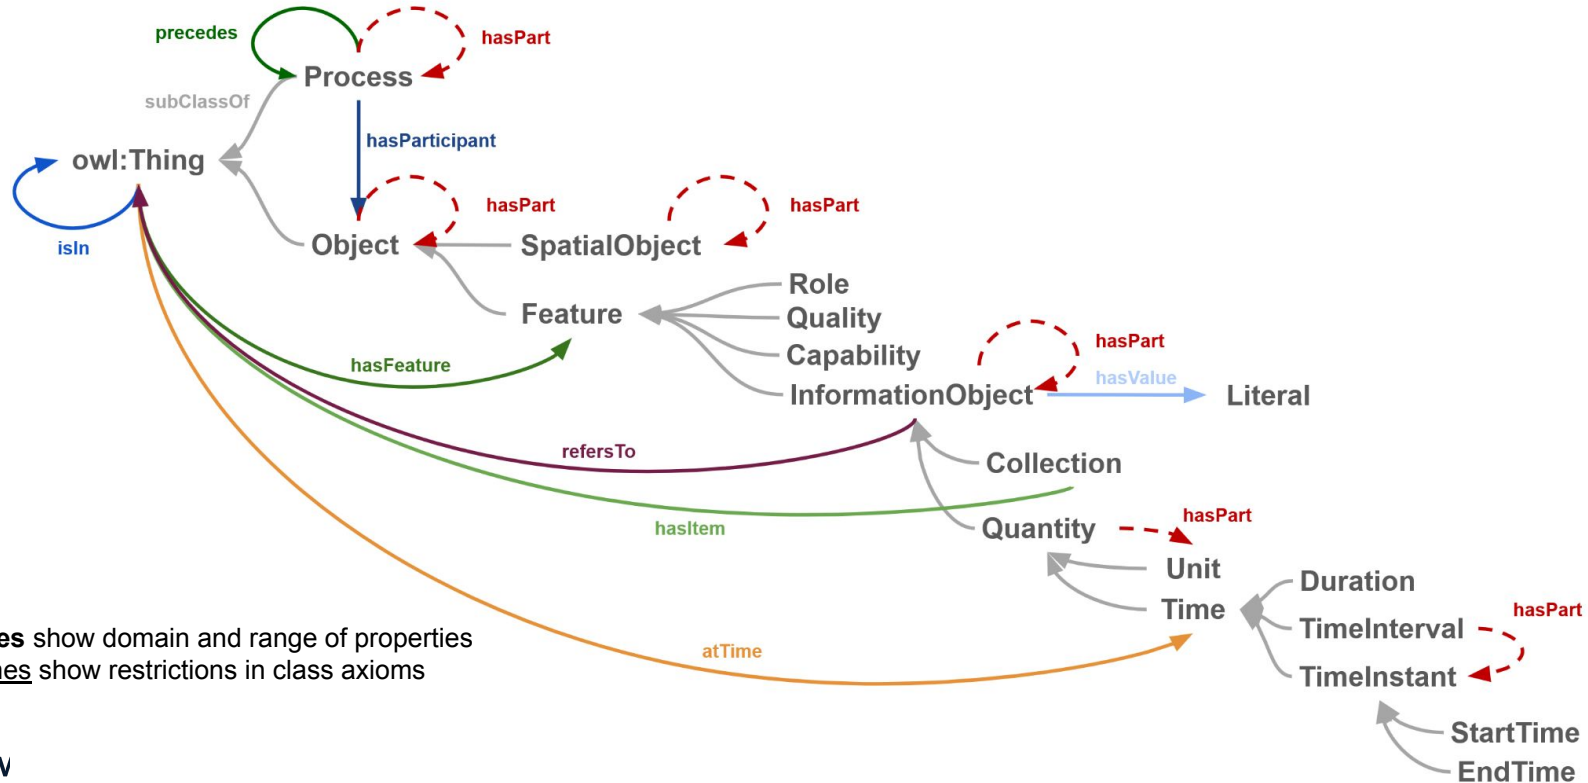 precedes
hasPart
Process
subClassOf
hasParticipant
owl:Thing
hasPart
hasPart
isIn
Object
SpatialObject
Role
Feature
Quality
hasPart
Capability
hasFeature
hasValue
InformationObject
Literal
refersTo
Collection
hasItem
Quantity
hasPart
Unit
Duration
Time
hasPart
TimeInterval
show domain and range of properties
atTime
show restrictions in class axioms
TimeInstant
StartTime
EndTime